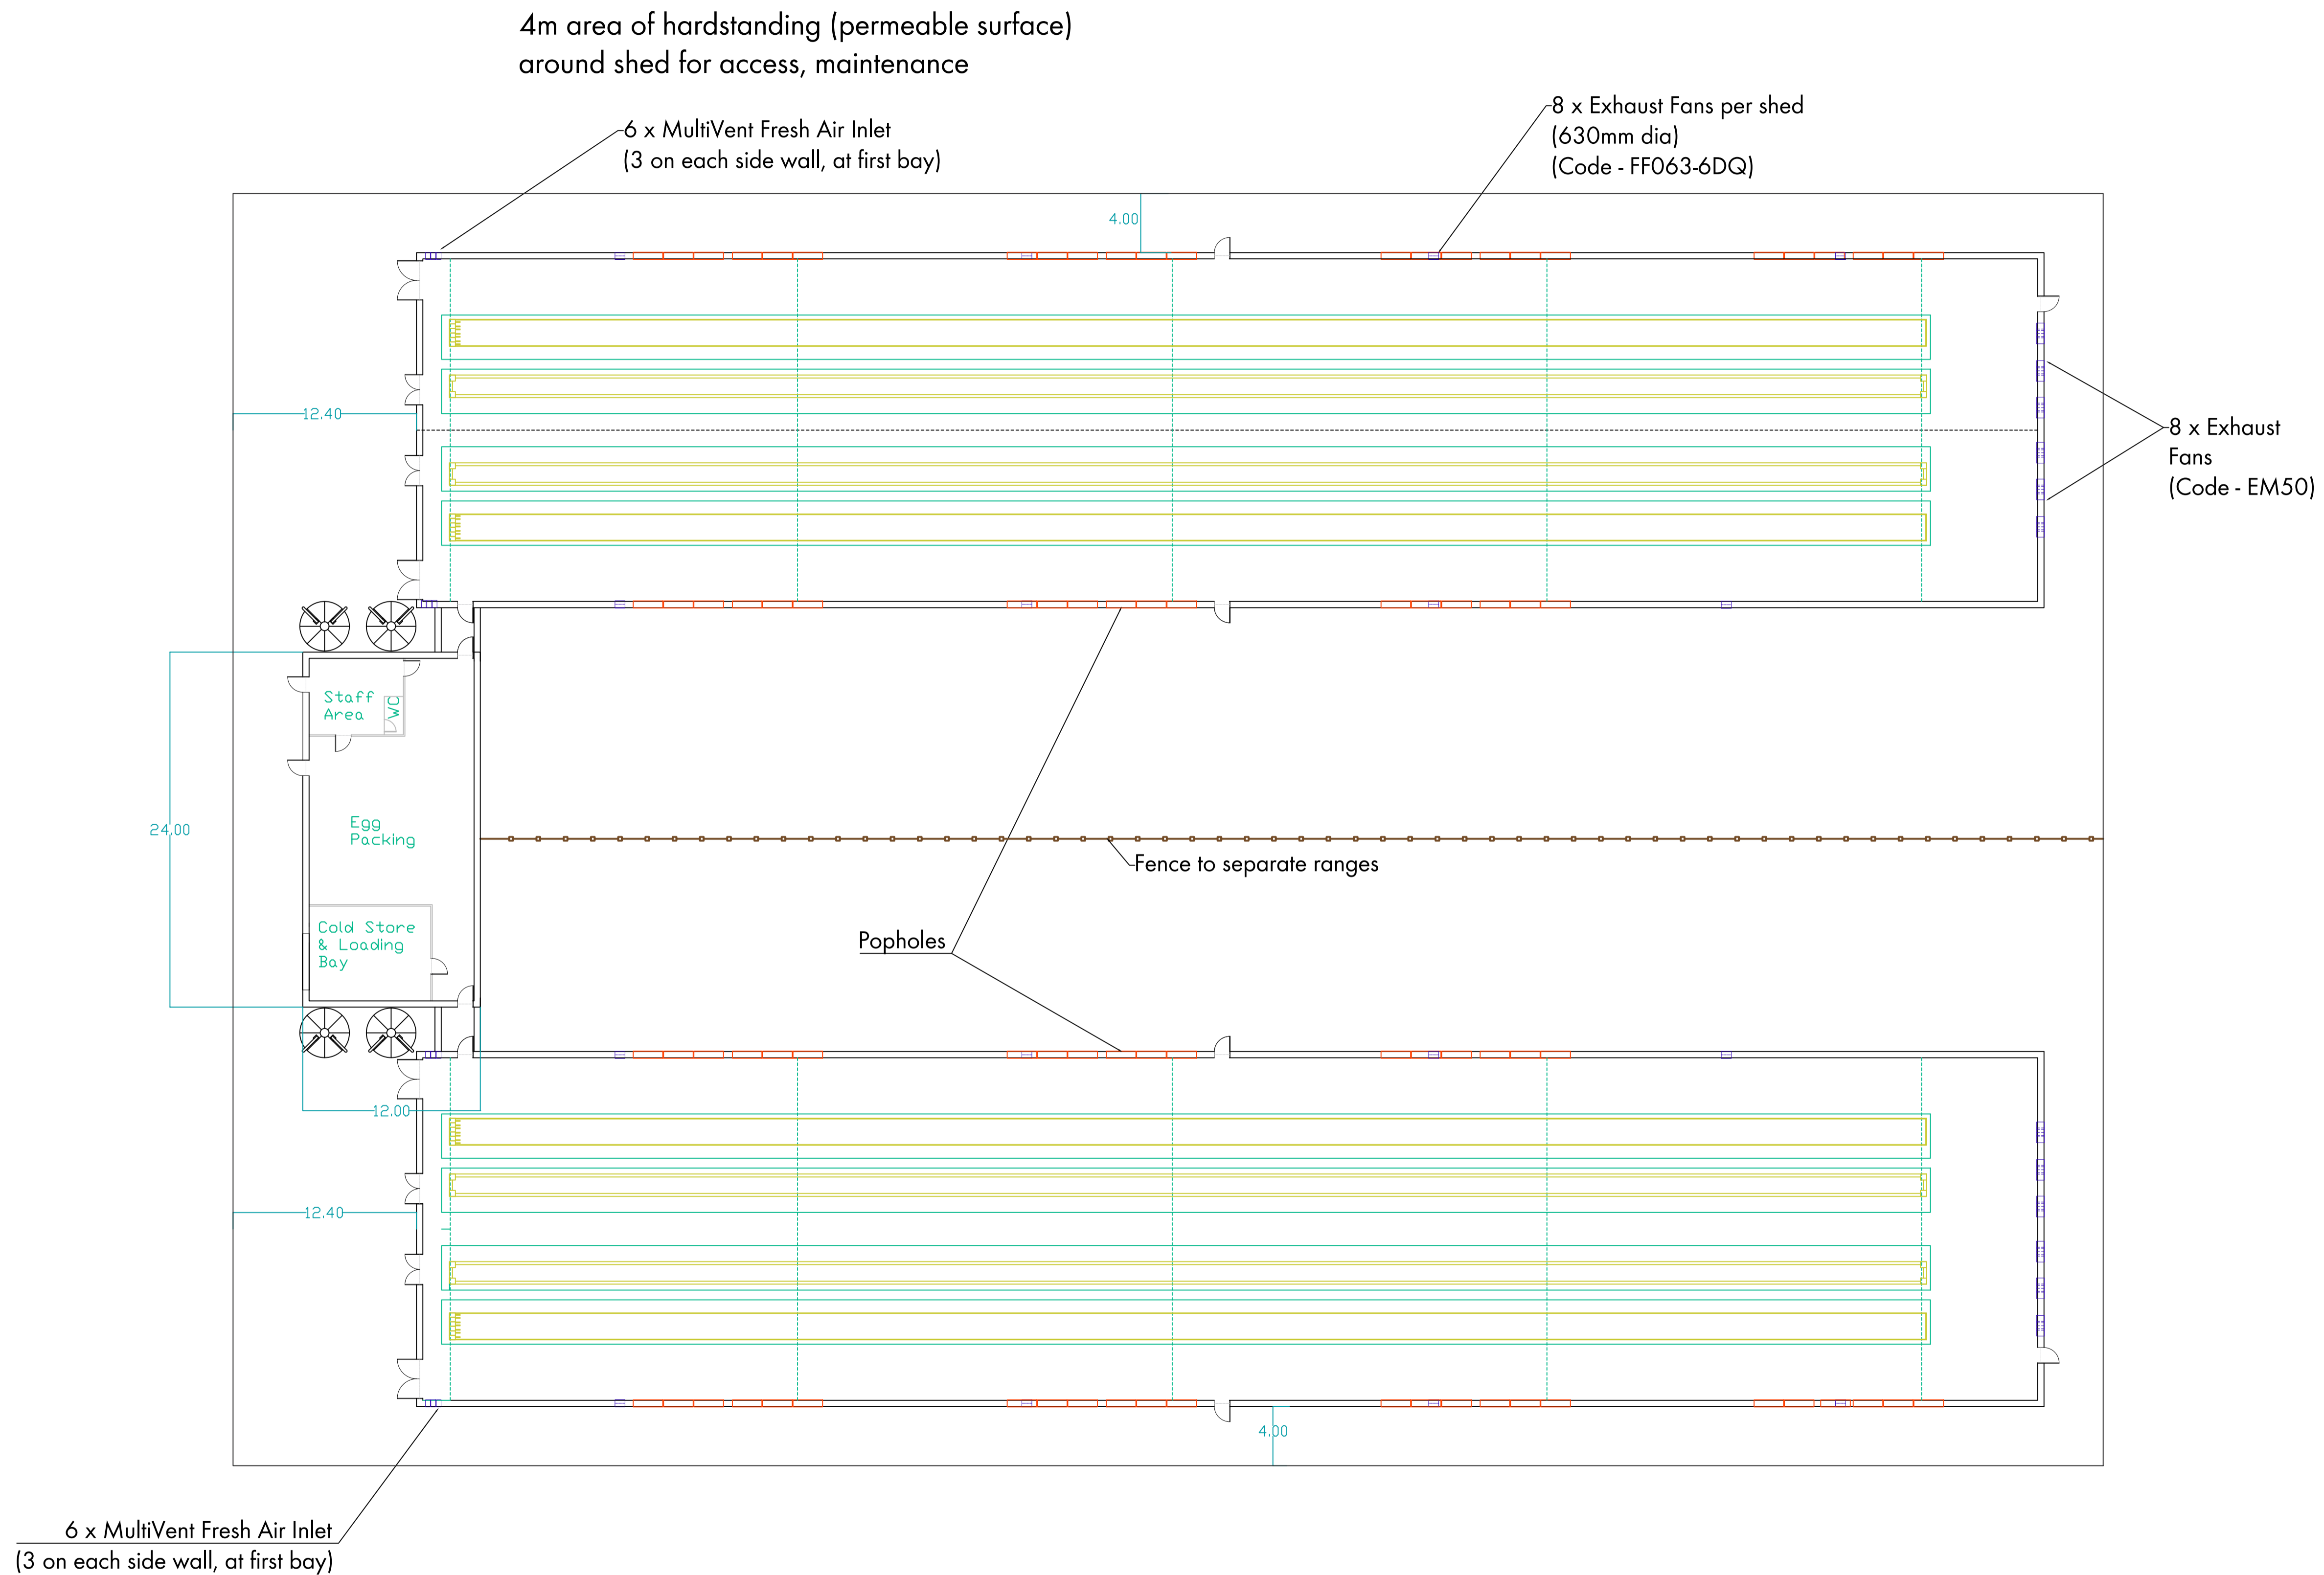 4m area of hardstanding (permeable surface)
around shed for access, maintenance
8 x Exhaust Fans per shed
(630mm dia)
(Code - FF063-6DQ)
6 x MultiVent Fresh Air Inlet
(3 on each side wall, at first bay)
4.00
12.40
8 x Exhaust
Fans
(Code - EM50)
Staff
Area
WC
24.00
Egg
Packing
Fence to separate ranges
Cold Store
& Loading
Bay
Popholes
12.00
12.40
4.00
6 x MultiVent Fresh Air Inlet
(3 on each side wall, at first bay)